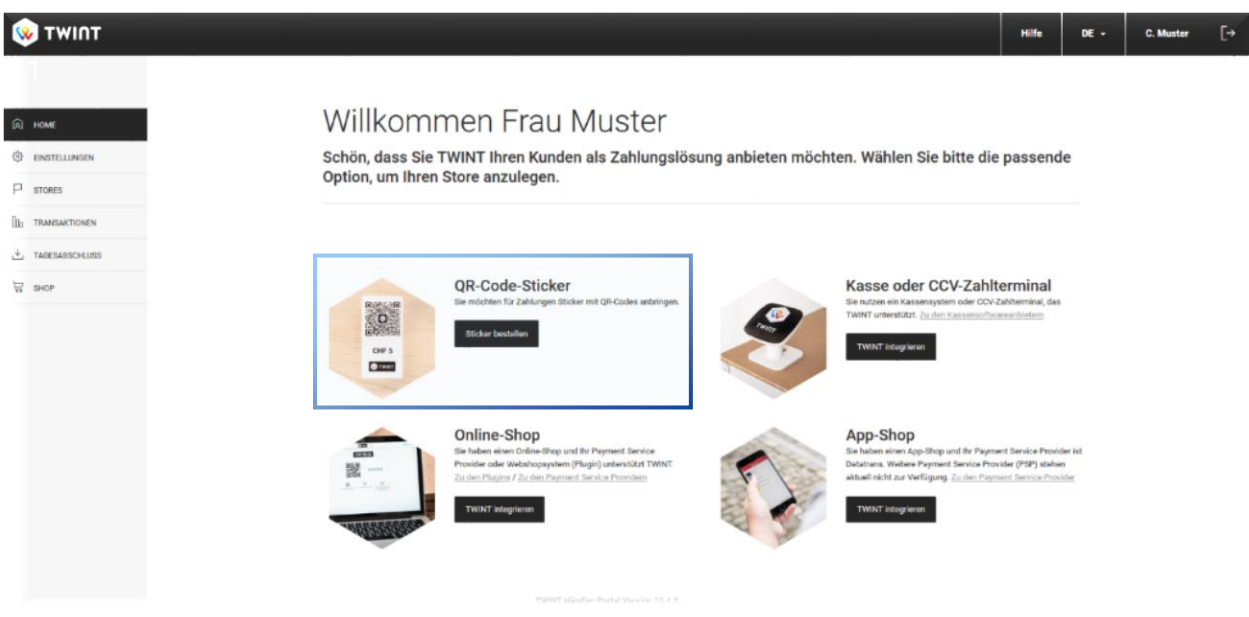 TWINT
Hilfe
DE
C. Muster
HOME
EINSTELLUNGEN
STORES
TRANSAKTIONEN
TAGESABSCHLUSS
SHOP
Willkommen Frau Muster
Schön, dass Sie TWINT Ihren Kunden als Zahlungslösung anbieten möchten. Wählen Sie bitte die passende
Option, um Ihren Store anzulegen.
QR-Code-Sticker
Sie möchten für Zahlungen Sticker mit QR-Codes anbringen.
Sticker bestellen
CHF 5
TWINT
Kasse oder CCV-Zahlterminal
Sie nutzen ein Kassensystem oder CCV-Zahlterminal, das
TWINT unterstützt. Zu den Kassensoftwareanbietern
TWINT integrieren
TWINT
Online-Shop
Sie haben einen Online-Shop und Ihr Payment Service
Provider oder Webshopsystem (Plugin) unterstützt TWINT.
Zu den Plugins / Zu den Payment Service Providern
TWINT integrieren
App-Shop
Sie haben einen App-Shop und Ihr Payment Service Provider ist
Datatrans. Weitere Payment Service Provider (PSP) stehen
aktuell nicht zur Verfügung. Zu den Payment Service Provider
TWINT integrieren
TWINT Händler-Portal Version